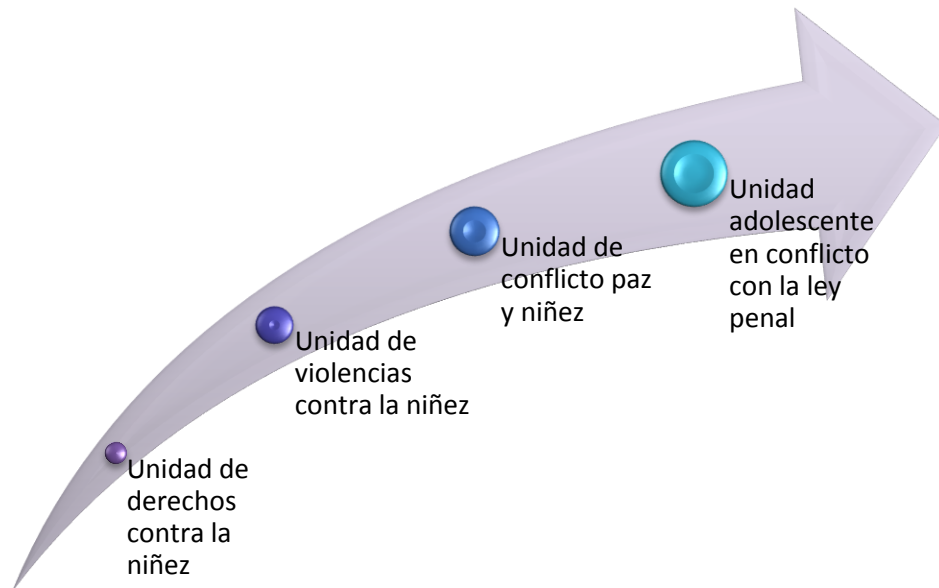 Unidad de
derechos
contra la
niñez
Unidad de
violencias
contra la niñez
Unidad de
conflicto paz
y niñez
Unidad
adolescente
en conflicto
con la ley
penal